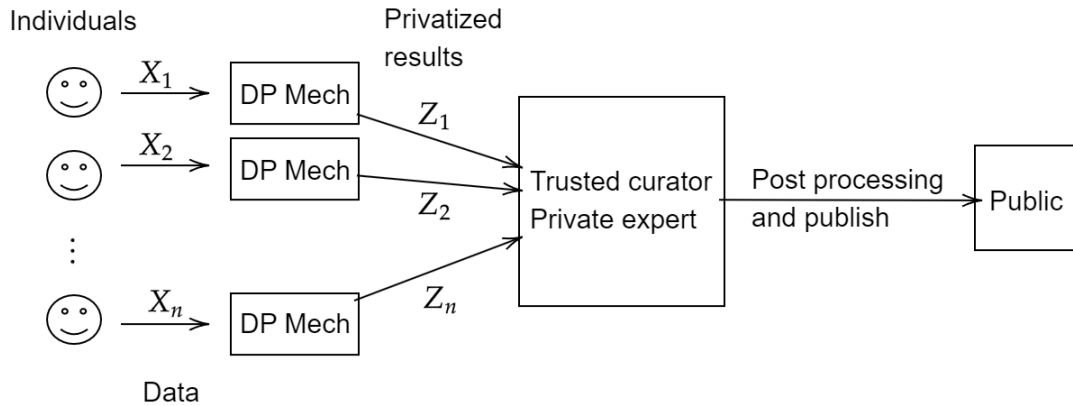 Individuals
Privatized
results
X₁
DP Mech
Z₁
X₂
DP Mech
Z₂
Trusted curator
Private expert
Post processing
and publish
Public
⋮
Xₙ
DP Mech
Zₙ
Data